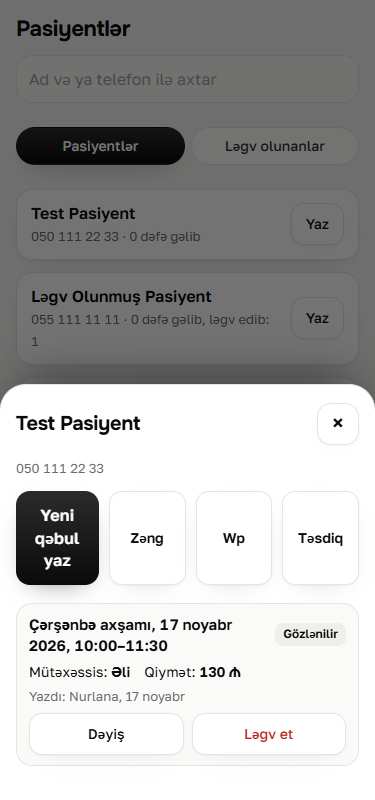 Pasiyentlər
Ad və ya telefon ilə axtar
Pasiyentlər
Ləğv olunanlar
Test Pasiyent
050 111 22 33 · 0 dəfə gəlib
Yaz
Ləğv Olunmuş Pasiyent
055 111 11 11 · 0 dəfə gəlib, ləğv edib:
1
Yaz
Test Pasiyent
×
050 111 22 33
Yeni
qəbul
yaz
Zəng
Wp
Təsdiq
Çərşənbə axşamı, 17 noyabr
2026, 10:00–11:30
Gözlənilir
Mütəxəssis: Əli Qiymət: 130 ₼
Yazdı: Nurlana, 17 noyabr
Dəyiş
Ləğv et